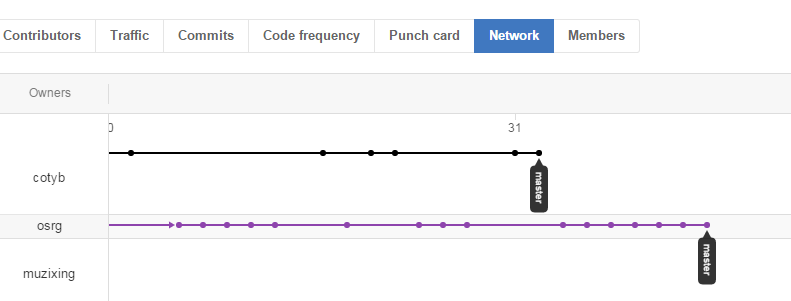 Contributors Traffic Commits Code frequency Punch card Network Members
Owners
0 31
cotyb
master
osrg
master
muzixing